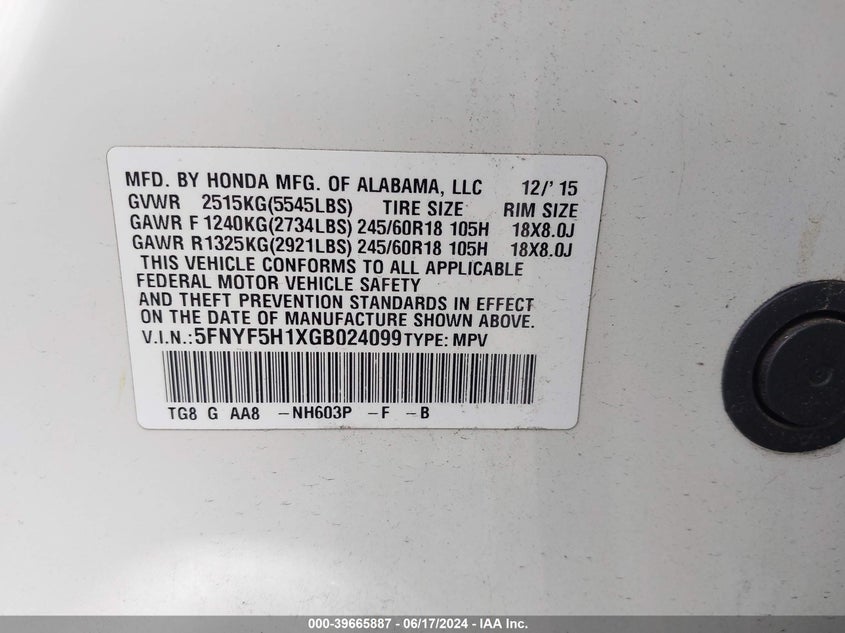 MFD. BY HONDA MFG. OF ALABAMA, LLC 12/' 15
GVWR 2515KG(5545LBS) TIRE SIZE RIM SIZE
GAWR F 1240KG(2734LBS) 245/60R18 105H 18X8.0J
GAWR R1325KG(2921LBS) 245/60R18 105H 18X8.0J
THIS VEHICLE CONFORMS TO ALL APPLICABLE
FEDERAL MOTOR VEHICLE SAFETY
AND THEFT PREVENTION STANDARDS IN EFFECT
ON THE DATE OF MANUFACTURE SHOWN ABOVE.
V.I.N.:5FNYF5H1XGB024099TYPE: MPV
TG8 G AA8 -NH603P -F -B
000-39665887 - 06/17/2024 - IAA Inc.